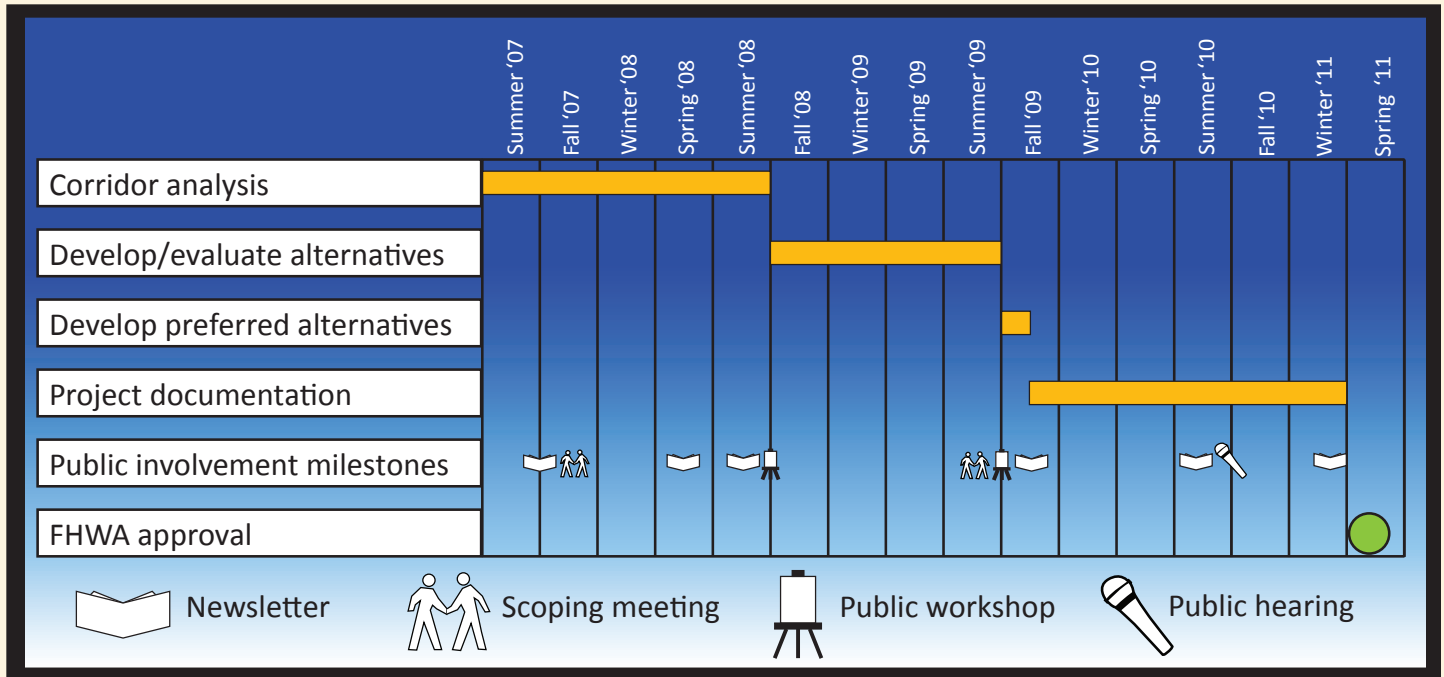 Summer ‘07
Fall ‘07
Winter ‘08
Spring ‘08
Summer ‘08
Fall ‘08
Winter ‘09
Spring ‘09
Summer ‘09
Fall ‘09
Winter ‘10
Spring ‘10
Summer ‘10
Fall ‘10
Winter ‘11
Spring ‘11
Corridor analysis
Develop/evaluate alternatives
Develop preferred alternatives
Project documentation
Public involvement milestones
FHWA approval
Newsletter
Scoping meeting
Public workshop
Public hearing